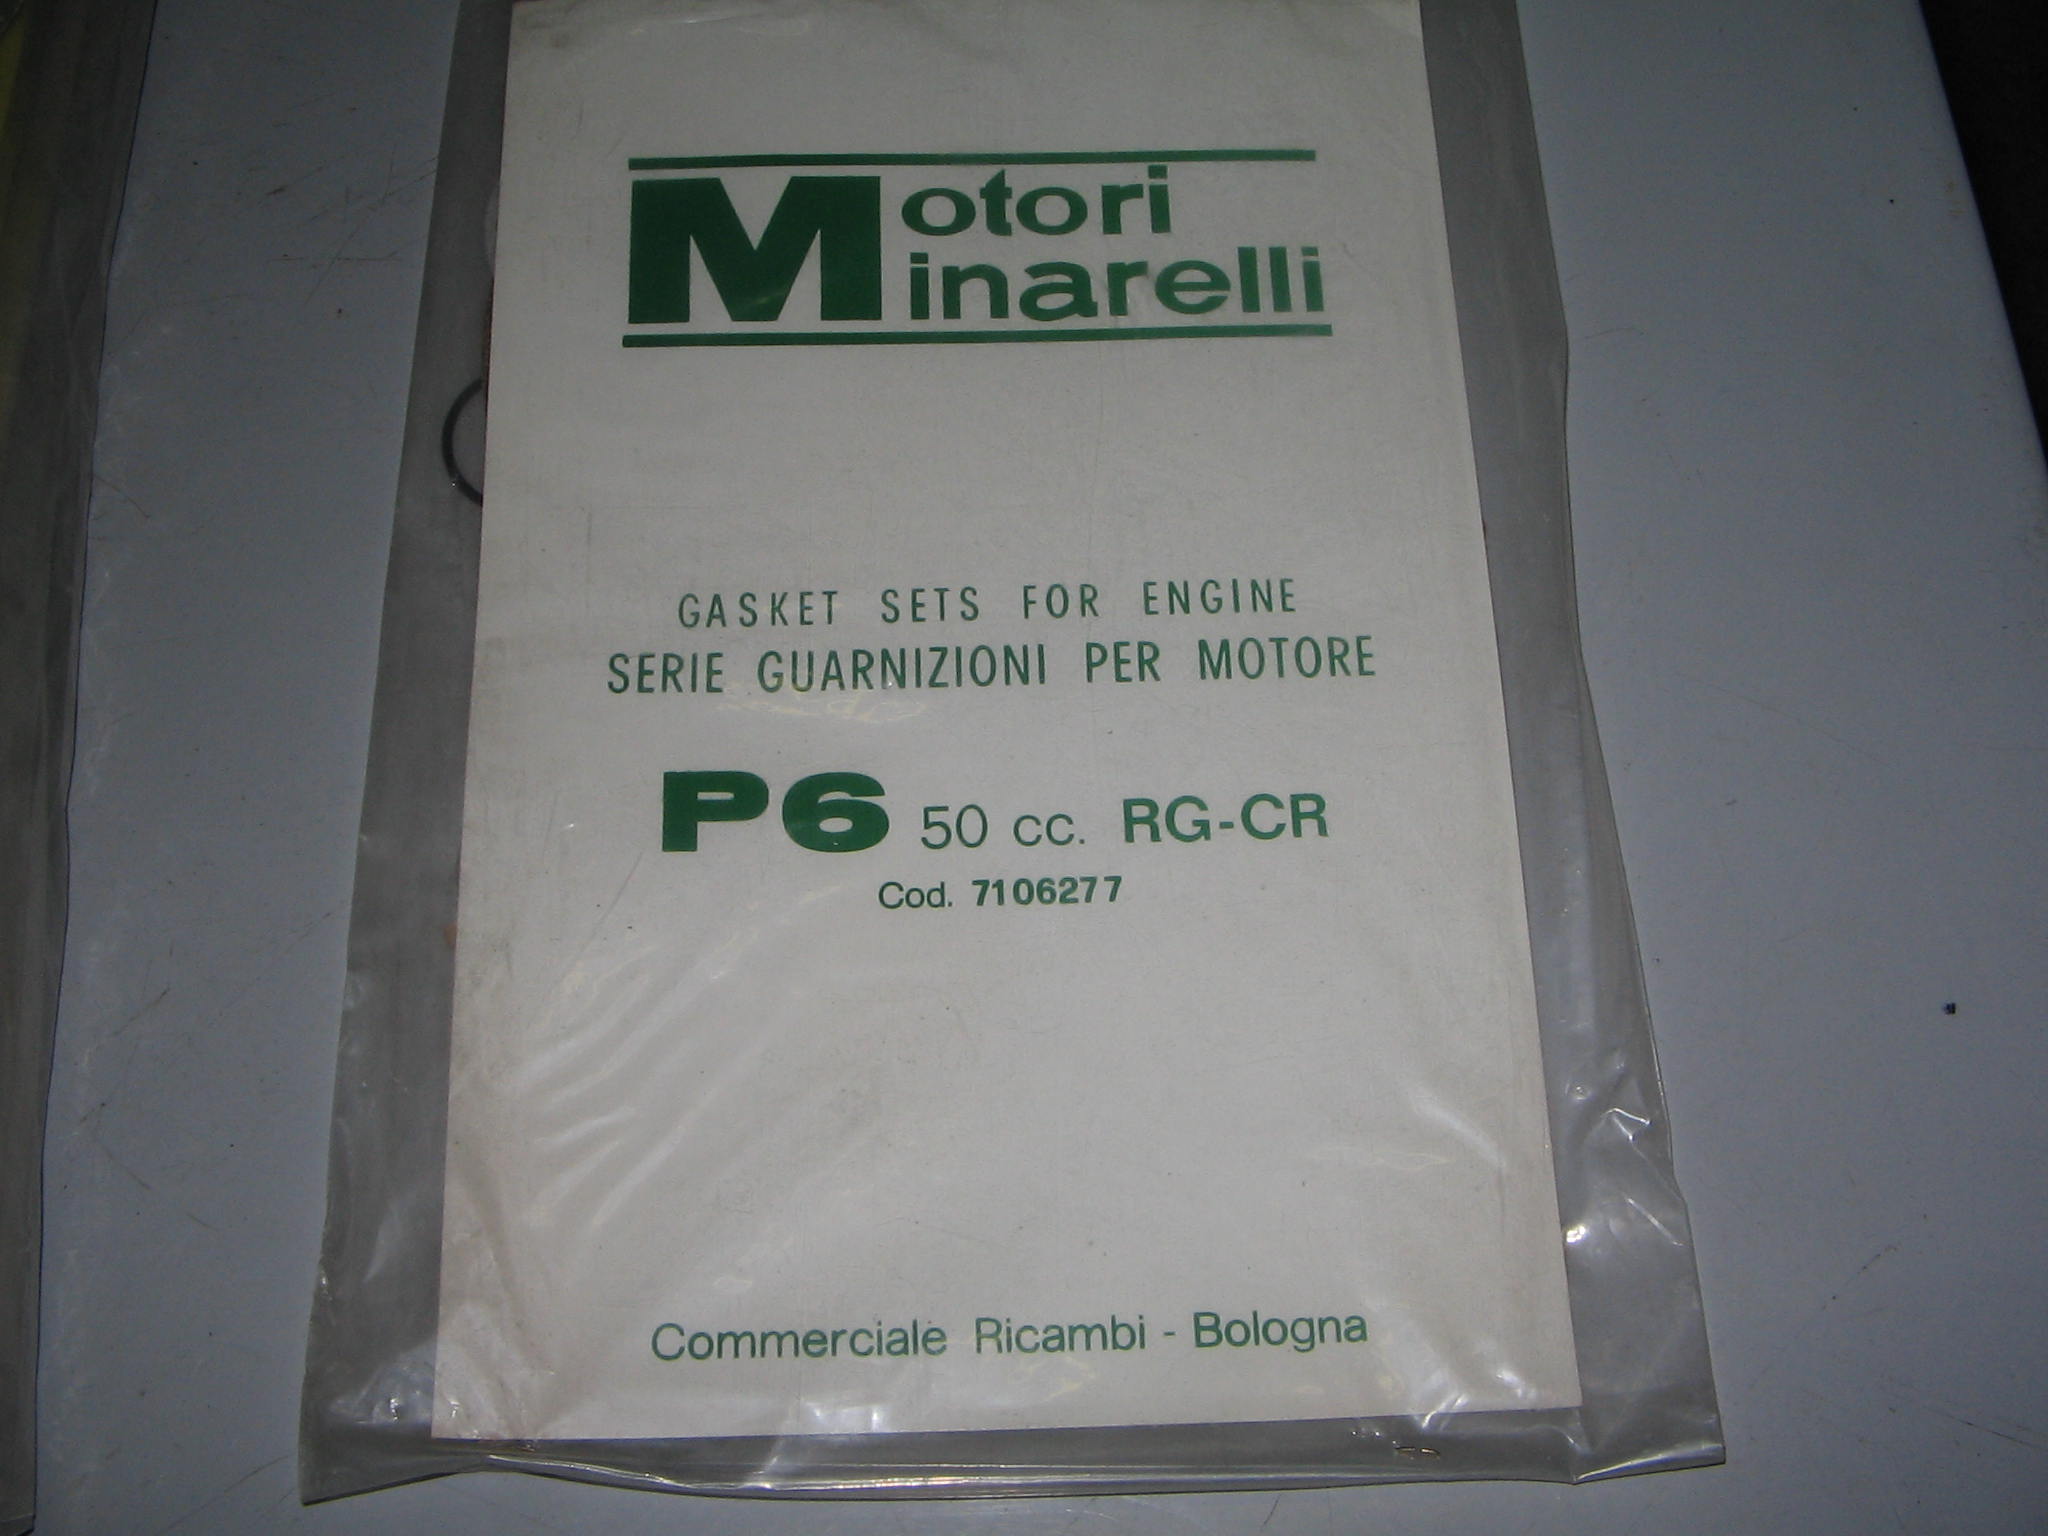 Motori
Minarelli
GASKET SETS FOR ENGINE
SERIE GUARNIZIONI PER MOTORE
P6 50 cc. RG-CR
Cod. 7106277
Commerciale Ricambi - Bologna